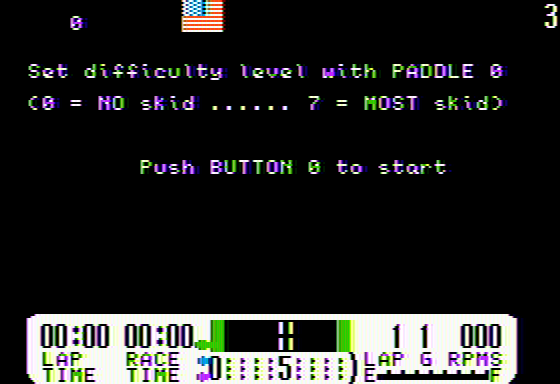 0 3
Set difficulty level with PADDLE 0
(0 = NO skid ...... 7 = MOST skid)
Push BUTTON 0 to start
00:00 00:00 1 1 000
LAP RACE 0 5 LAP G RPMS
TIME TIME E F